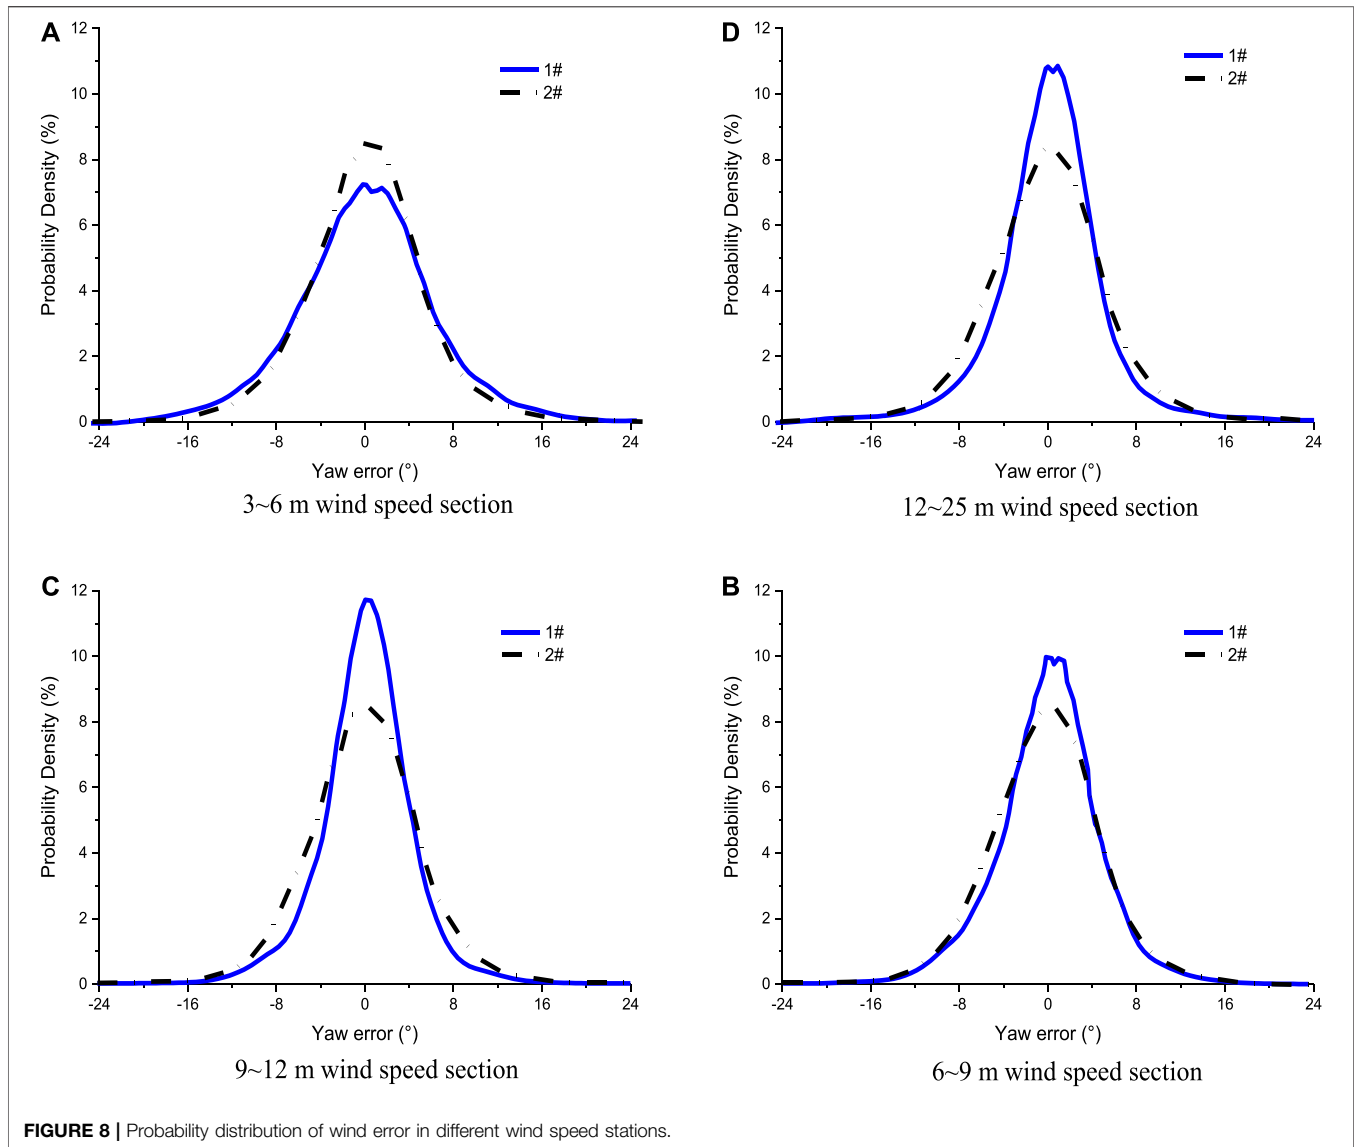 A
12
10
8
6
4
2
0
Probability Density (%)
1#
2#
-24 -16 -8 0 8 16 24
Yaw error (°)
3~6 m wind speed section
D
12
10
8
6
4
2
0
Probability Density (%)
1#
2#
-24 -16 -8 0 8 16 24
Yaw error (°)
12~25 m wind speed section
C
12
10
8
6
4
2
0
Probability Density (%)
1#
2#
-24 -16 -8 0 8 16 24
Yaw error (°)
9~12 m wind speed section
B
12
10
8
6
4
2
0
Probability Density (%)
1#
2#
-24 -16 -8 0 8 16 24
Yaw error (°)
6~9 m wind speed section
FIGURE 8 | Probability distribution of wind error in different wind speed stations.